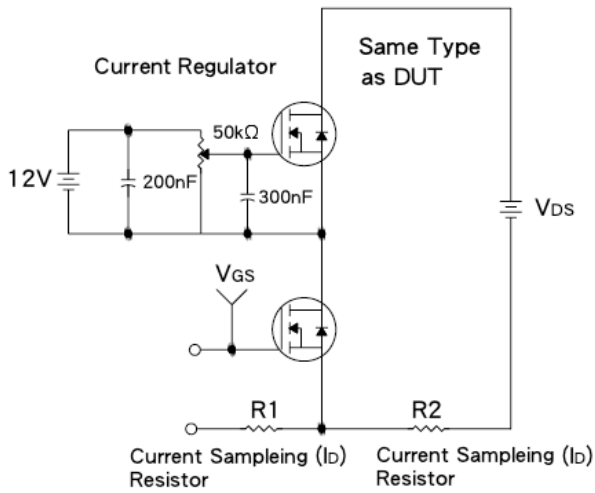 Same Type
as DUT
Current Regulator
50kΩ
12V
200nF
300nF
VDS
VGS
R1
R2
Current Sampleing (ID)
Resistor
Current Sampleing (ID)
Resistor